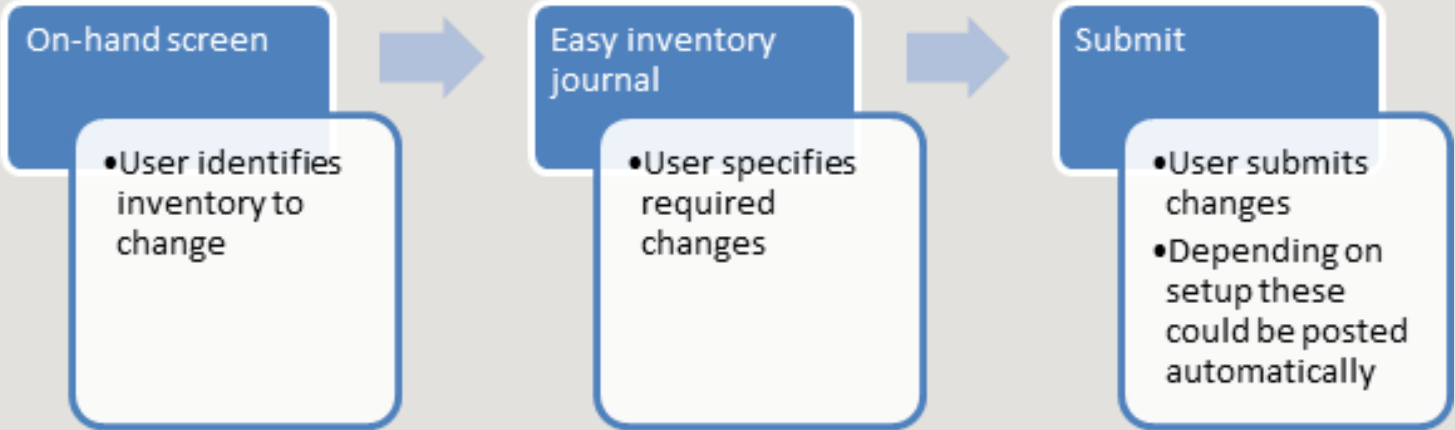 On-hand screen
•User identifies
inventory to
change
Easy inventory
journal
•User specifies
required
changes
Submit
•User submits
changes
•Depending on
setup these
could be posted
automatically